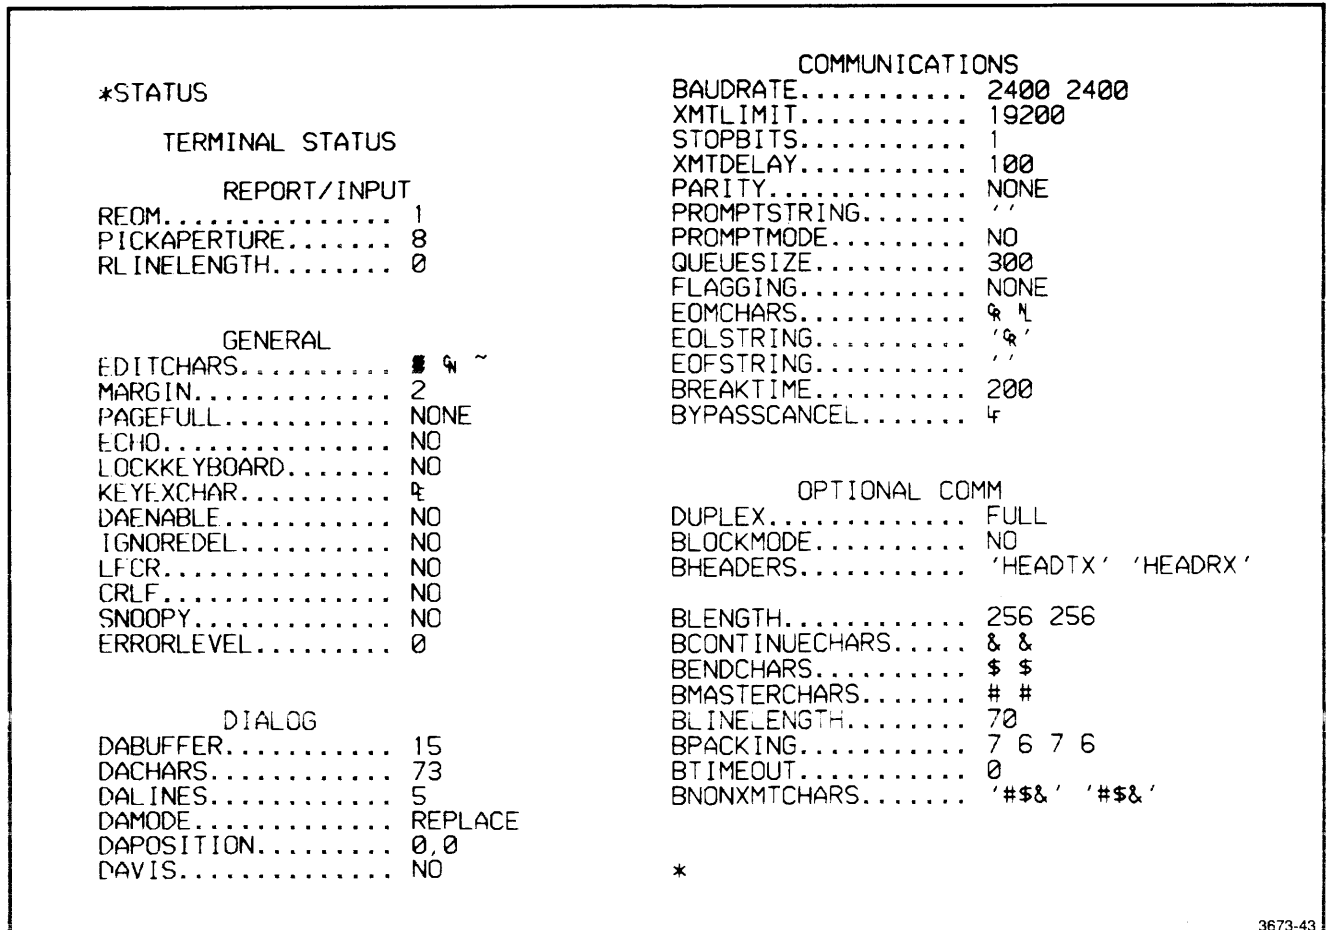 *STATUS
TERMINAL STATUS
REPORT/INPUT
REOM................ 1
PICKAPERTURE....... 8
RLINELENGTH........ 0
GENERAL
EDITCHARS.......... ~
MARGIN............. 2
PAGEFULL........... NONE
ECHO............... NO
LOCKKEYBOARD....... NO
KEYEXCHAR..........
DAENABLE........... NO
IGNOREDEL.......... NO
LFCR............... NO
CRLF............... NO
SNOOPY............. NO
ERRORLEVEL......... 0
DIALOG
DABUFFER........... 15
DACHARS............ 73
DALINES............ 5
DAMODE............. REPLACE
DAPOSITION......... 0,0
DAVIS.............. NO
COMMUNICATIONS
BAUDRATE........... 2400 2400
XMTLIMIT........... 19200
STOPBITS........... 1
XMTDELAY........... 100
PARITY............. NONE
PROMPTSTRING....... ''
PROMPTMODE......... NO
QUEUESIZE.......... 300
FLAGGING........... NONE
EOMCHARS........... CR NL
EOLSTRING.......... 'CR'
EOFSTRING.......... ''
BREAKTIME.......... 200
BYPASSCANCEL....... LF
OPTIONAL COMM
DUPLEX............. FULL
BLOCKMODE.......... NO
BHEADERS........... 'HEADTX' 'HEADRX'
BLENGTH............ 256 256
BCONTINUECHARS..... & &
BENDCHARS.......... $ $
BMASTERCHARS....... # #
BLINELENGTH........ 70
BPACKING........... 7 6 7 6
BTIMEOUT........... 0
BNONXMTCHARS....... '#$&' '#$&'
*
3673-43